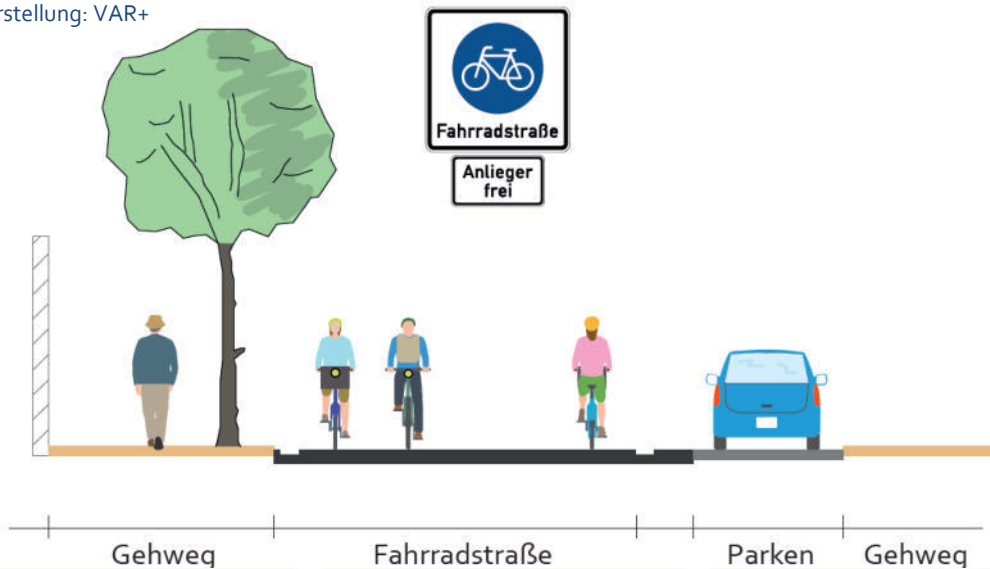 rstellung: VAR+
Fahrradstraße
Anlieger
frei
Gehweg
Fahrradstraße
Parken
Gehweg